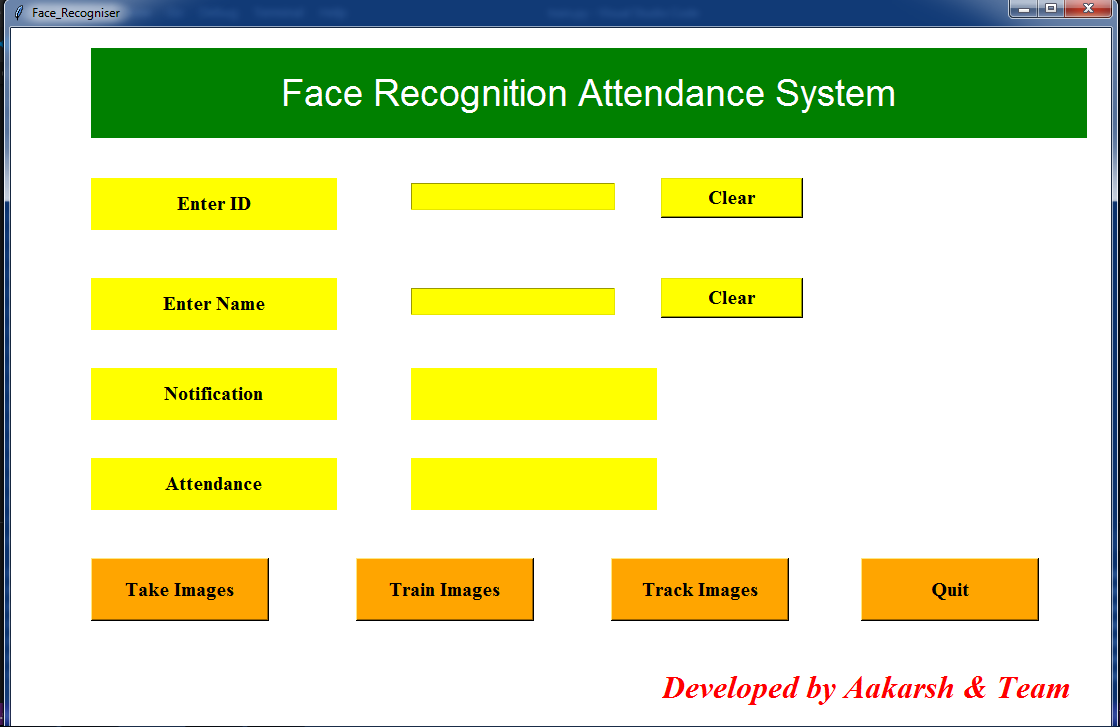 Face_Recogniser
Face Recognition Attendance System
Enter ID
Clear
Enter Name
Clear
Notification
Attendance
Take Images
Train Images
Track Images
Quit
Developed by Aakarsh & Team